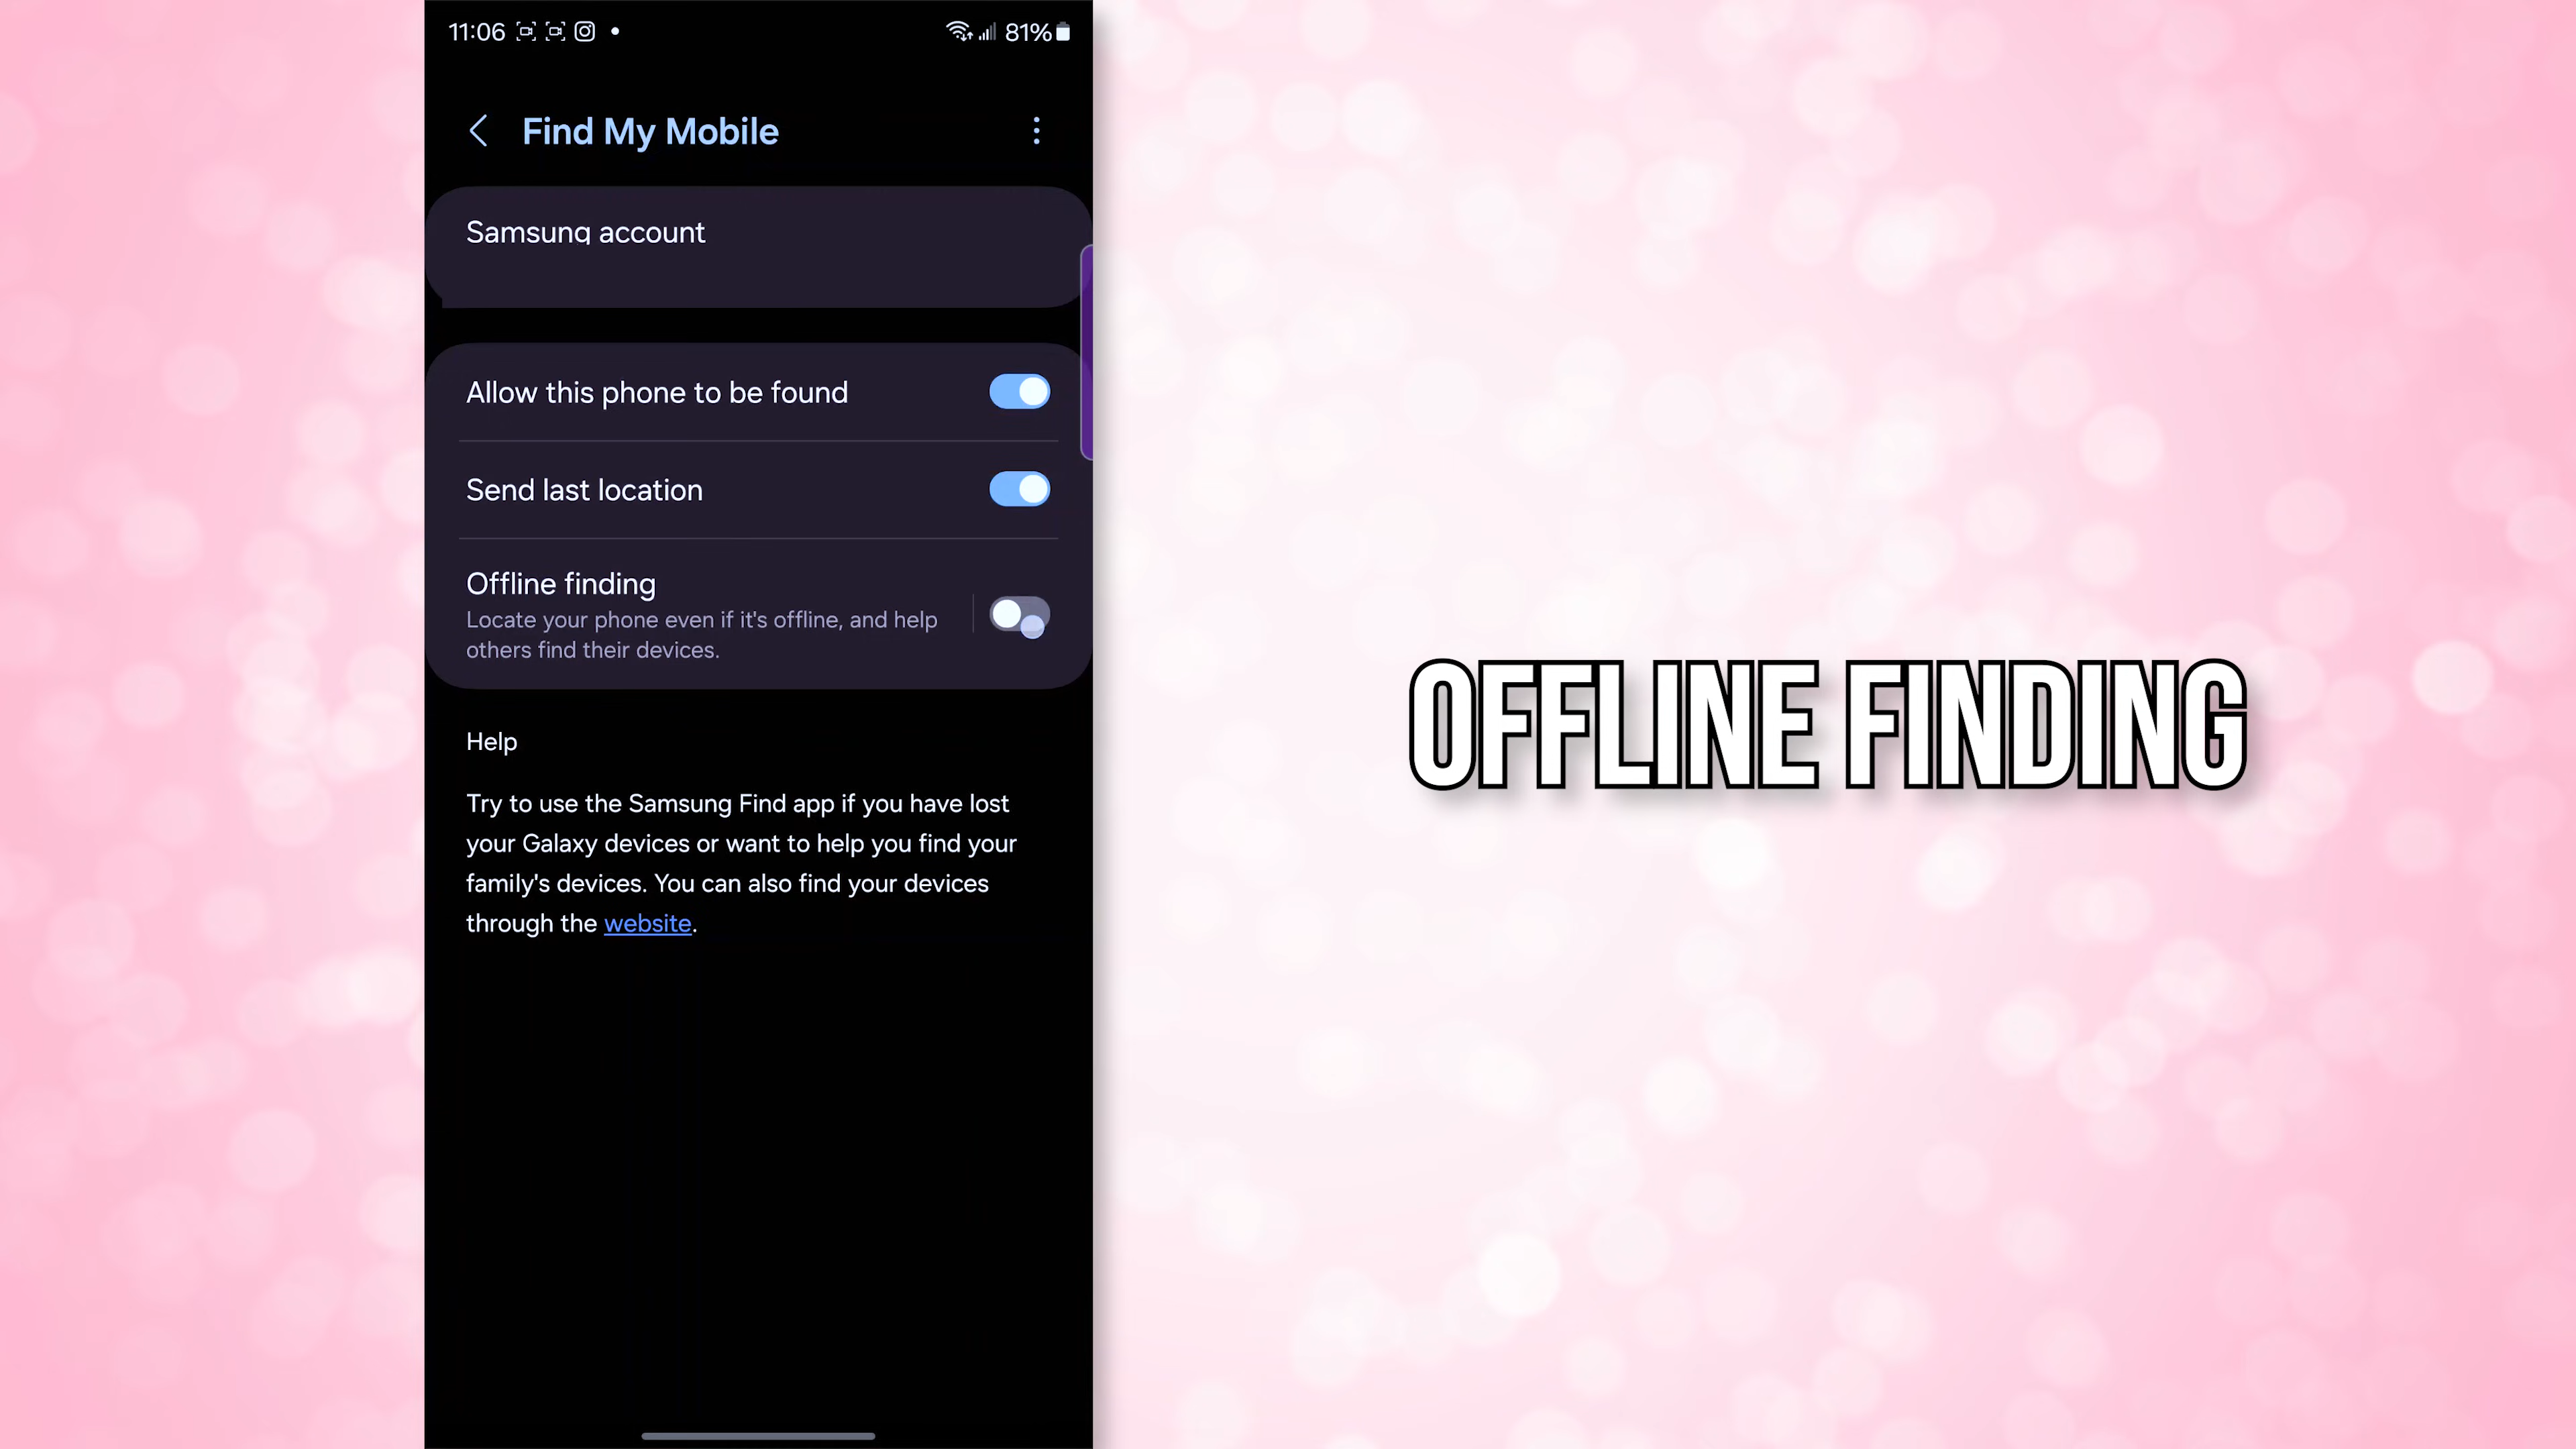 11:06
81%
Find My Mobile
Samsung account
Allow this phone to be found
Send last location
Offline finding
Locate your phone even if it's offline, and help
others find their devices.
Help
Try to use the Samsung Find app if you have lost
your Galaxy devices or want to help you find your
family's devices. You can also find your devices
through the website.
OFFLINE FINDING